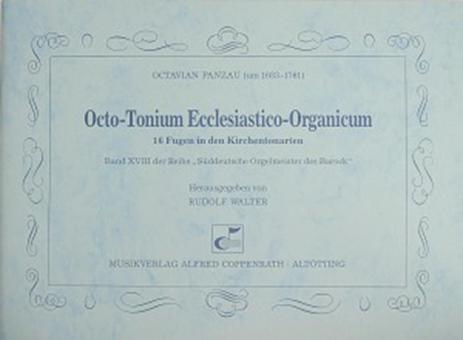 OCTAVIAN PANZAU (um 1693–1761)
Octo-Tonium Ecclesiastico-Organicum
16 Fugen in den Kirchentonarten
Band XVIII der Reihe „Süddeutsche Orgelmeister des Barock“
Herausgegeben von
RUDOLF WALTER
MUSIKVERLAG ALFRED COPPENRATH · ALTÖTTING